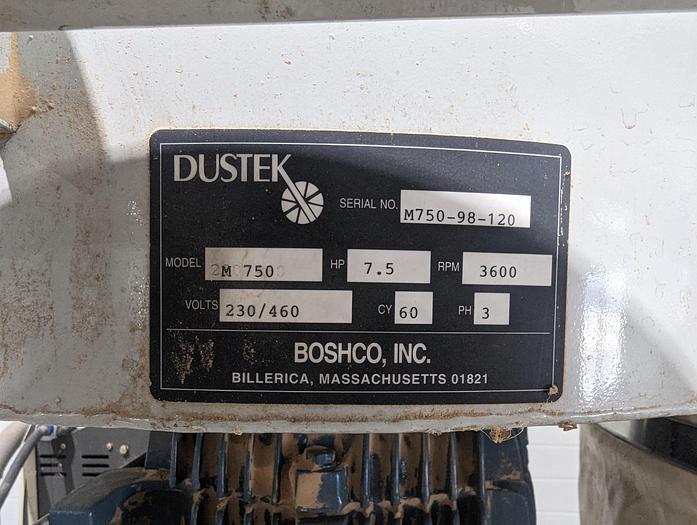 DUSTEK
SERIAL NO. M750-98-120
MODEL M 750 HP 7.5 RPM 3600
VOLTS 230/460 CY 60 PH 3
BOSHCO, INC.
BILLERICA, MASSACHUSETTS 01821